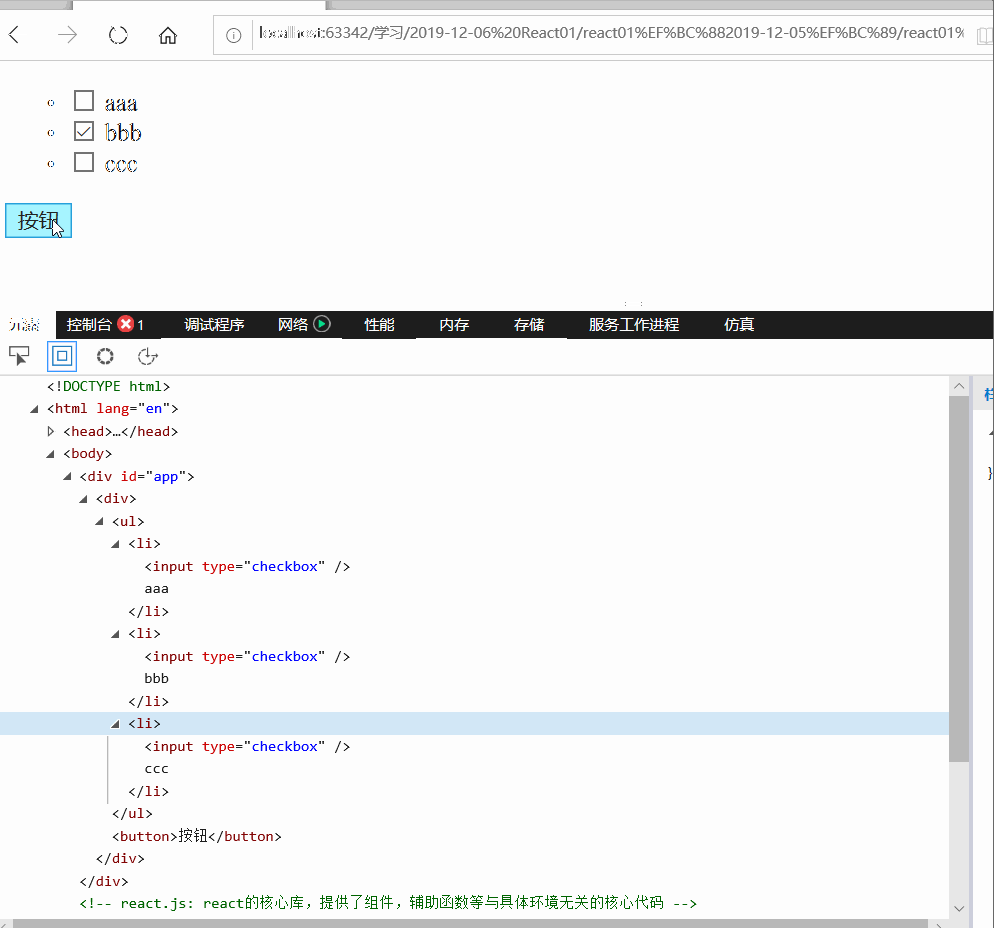 localhost:63342/学习/2019-12-06%20React01/react01%EF%BC%882019-12-05%EF%BC%89/react01%
aaa
bbb
ccc
按钮
元素 控制台 1 调试程序 网络 性能 内存 存储 服务工作进程 仿真
<!DOCTYPE html>
<html lang="en">
<head>…</head>
<body>
<div id="app">
<div>
<ul>
<li>
<input type="checkbox" />
aaa
</li>
<li>
<input type="checkbox" />
bbb
</li>
<li>
<input type="checkbox" />
ccc
</li>
</ul>
<button>按钮</button>
</div>
</div>
<!-- react.js: react的核心库，提供了组件，辅助函数等与具体环境无关的核心代码 -->
}